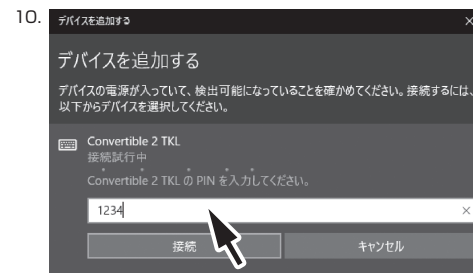 10.
デバイスを追加する
×
デバイスを追加する
デバイスの電源が入っていて、検出可能になっていることを確かめてください。接続するには、
以下からデバイスを選択してください。
Convertible 2 TKL
接続試行中
Convertible 2 TKL の PIN を入力してください。
1234
×
接続
キャンセル